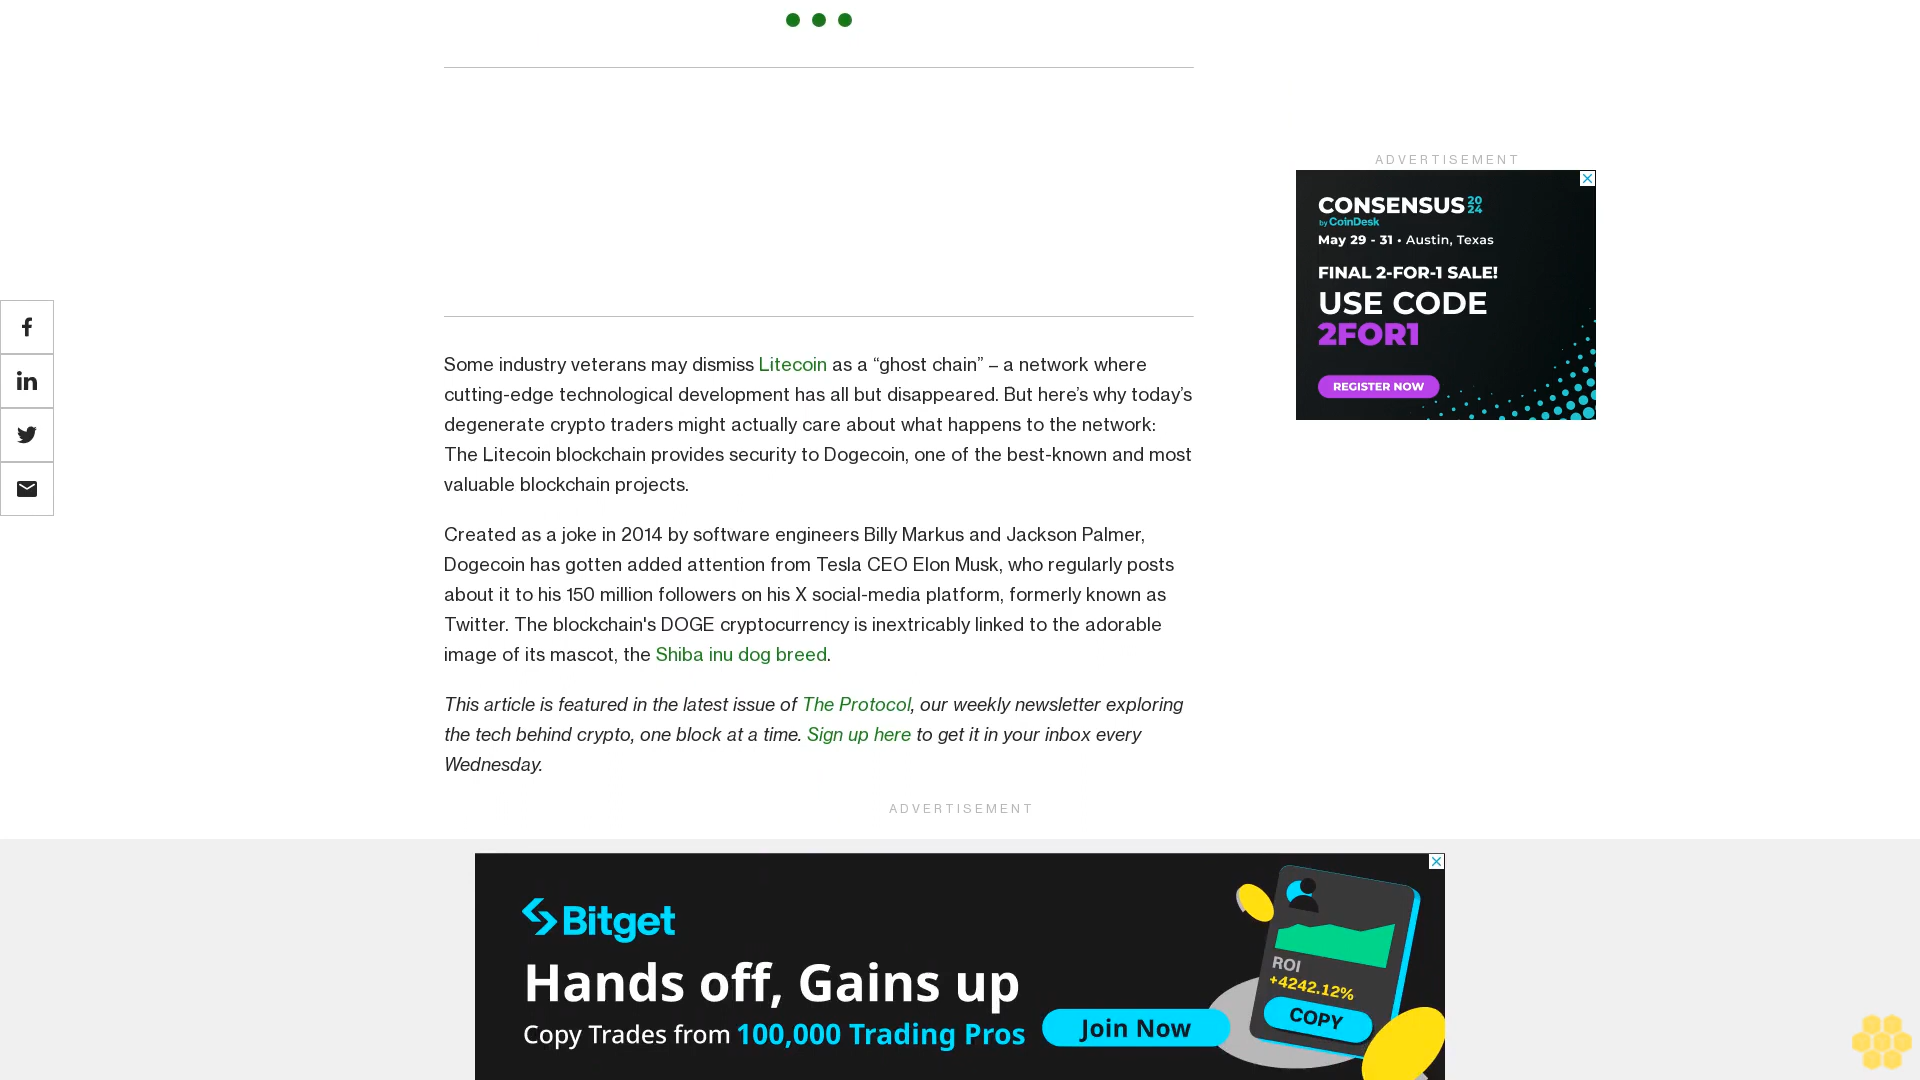 ADVERTISEMENT
CONSENSUS 20
24
by CoinDesk
May 29 - 31 • Austin, Texas
FINAL 2-FOR-1 SALE!
USE CODE
2FOR1
REGISTER NOW
Some industry veterans may dismiss Litecoin as a “ghost chain” – a network where
cutting-edge technological development has all but disappeared. But here’s why today’s
degenerate crypto traders might actually care about what happens to the network:
The Litecoin blockchain provides security to Dogecoin, one of the best-known and most
valuable blockchain projects.
Created as a joke in 2014 by software engineers Billy Markus and Jackson Palmer,
Dogecoin has gotten added attention from Tesla CEO Elon Musk, who regularly posts
about it to his 150 million followers on his X social-media platform, formerly known as
Twitter. The blockchain's DOGE cryptocurrency is inextricably linked to the adorable
image of its mascot, the Shiba inu dog breed.
This article is featured in the latest issue of The Protocol, our weekly newsletter exploring
the tech behind crypto, one block at a time. Sign up here to get it in your inbox every
Wednesday.
ADVERTISEMENT
Bitget
Hands off, Gains up
Copy Trades from 100,000 Trading Pros
Join Now
ROI
+4242.12%
COPY